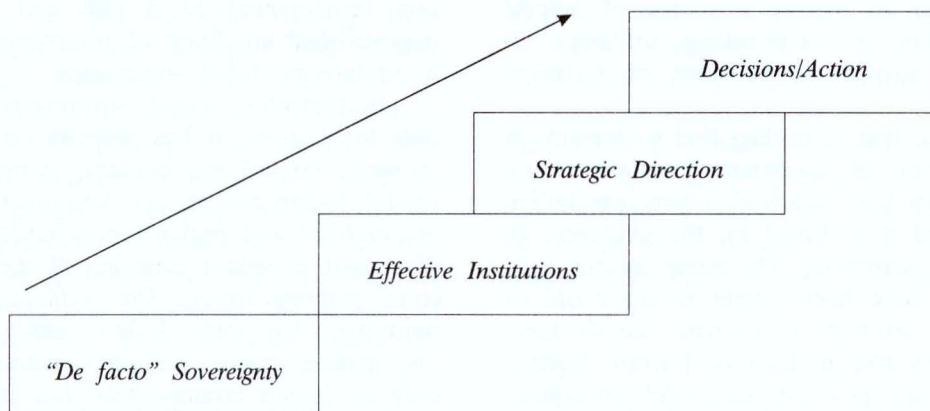 Decisions/Action
Strategic Direction
Effective Institutions
"De facto" Sovereignty